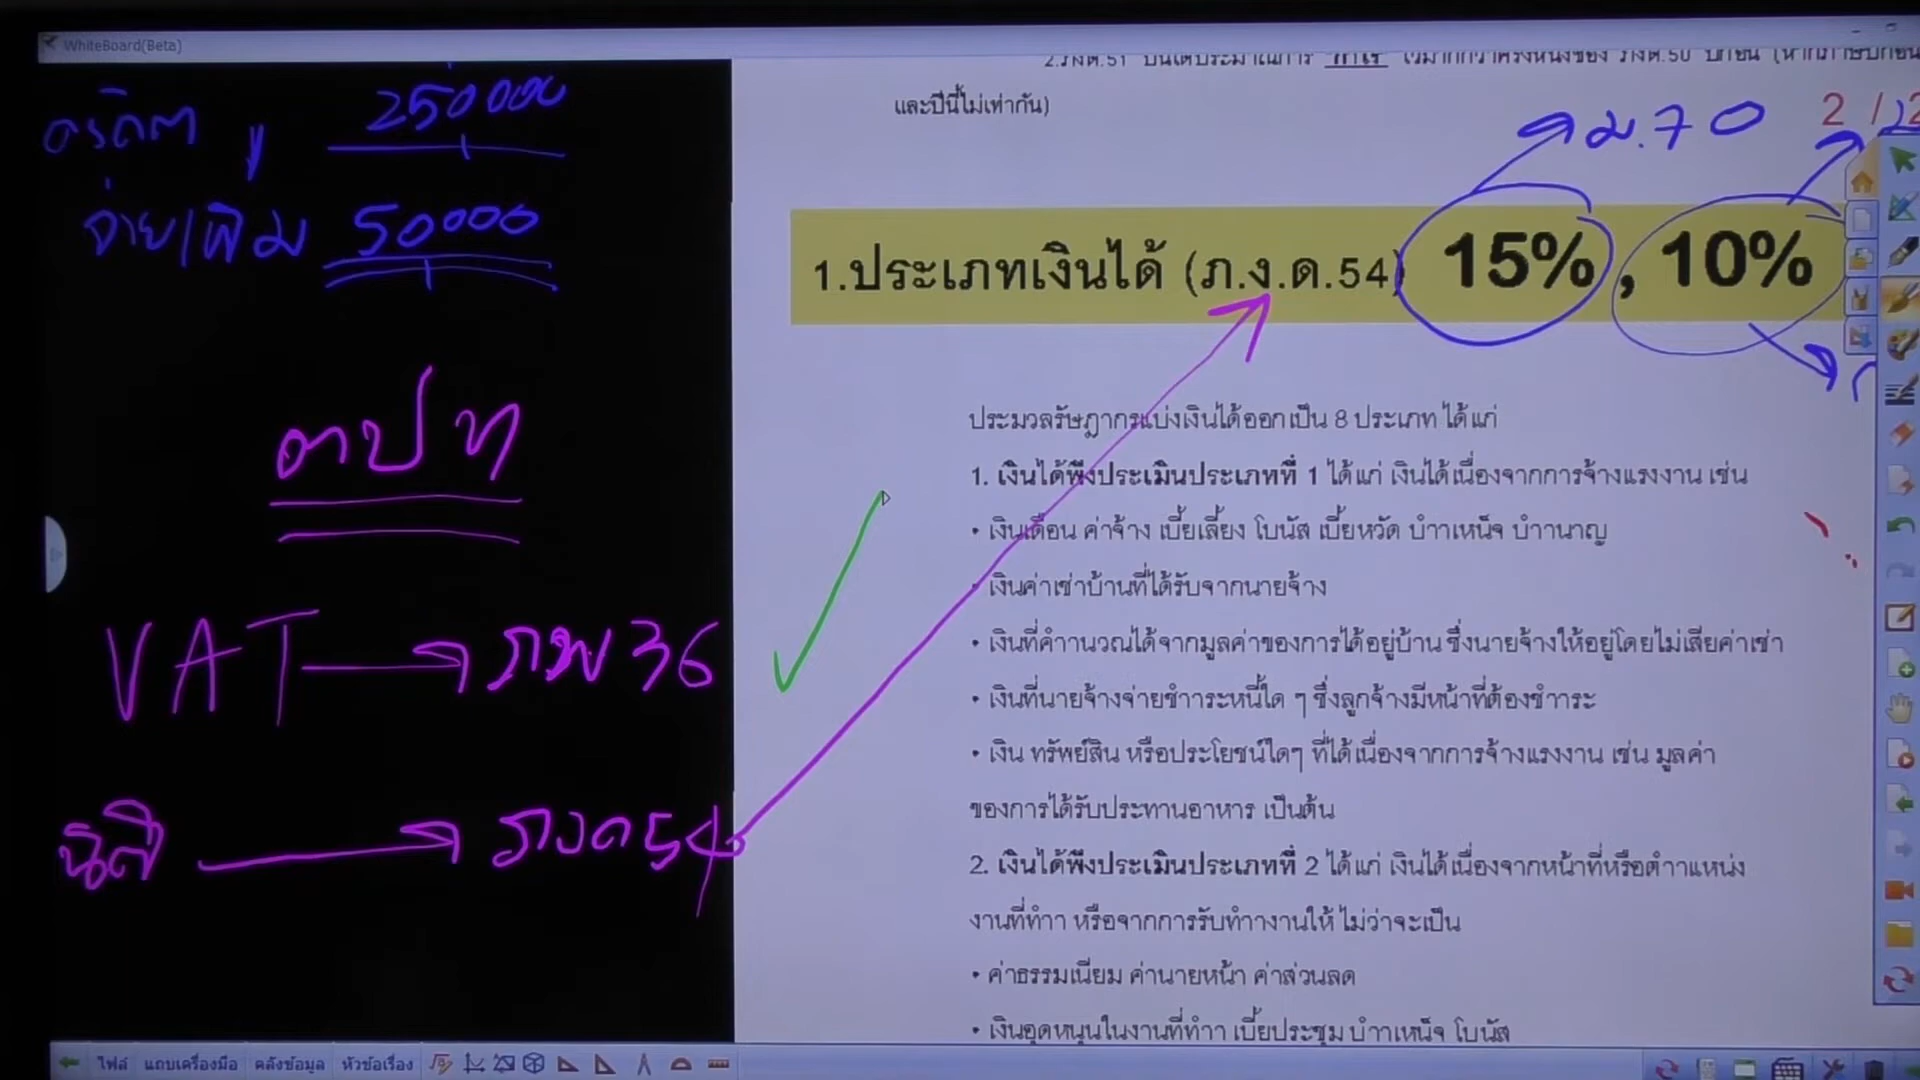 WhiteBoard(Beta)
เครดิต ปู 250000
จ่ายเพิ่ม 50000
ตปท
VAT → ภพ 36
นิติ → ภงด 54
และปีนี้ไม่เท่ากัน)
ม.70
2 /12
1.ประเภทเงินได้ (ภ.ง.ด.54) 15% , 10%
ประมวลรัษฎากรแบ่งเงินได้ออกเป็น 8 ประเภท ได้แก่
1. เงินได้พึงประเมินประเภทที่ 1 ได้แก่ เงินได้เนื่องจากการจ้างแรงงาน เช่น
• เงินเดือน ค่าจ้าง เบี้ยเลี้ยง โบนัส เบี้ยหวัด บำาเหน็จ บำานาญ
• เงินค่าเช่าบ้านที่ได้รับจากนายจ้าง
• เงินที่คำานวณได้จากมูลค่าของการได้อยู่บ้าน ซึ่งนายจ้างให้อยู่โดยไม่เสียค่าเช่า
• เงินที่นายจ้างจ่ายชำาระหนี้ใด ๆ ซึ่งลูกจ้างมีหน้าที่ต้องชำาระ
• เงิน ทรัพย์สิน หรือประโยชน์ใดๆ ที่ได้เนื่องจากการจ้างแรงงาน เช่น มูลค่า
ของการได้รับประทานอาหาร เป็นต้น
2. เงินได้พึงประเมินประเภทที่ 2 ได้แก่ เงินได้เนื่องจากหน้าที่หรือตำาแหน่ง
งานที่ทำา หรือจากการรับทำางานให้ ไม่ว่าจะเป็น
• ค่าธรรมเนียม ค่านายหน้า ค่าส่วนลด
• เงินอุดหนุนในงานที่ทำา เบี้ยประชุม บำาเหน็จ โบนัส
ไฟล์ แถบเครื่องมือ คลังข้อมูล หัวข้อเรื่อง